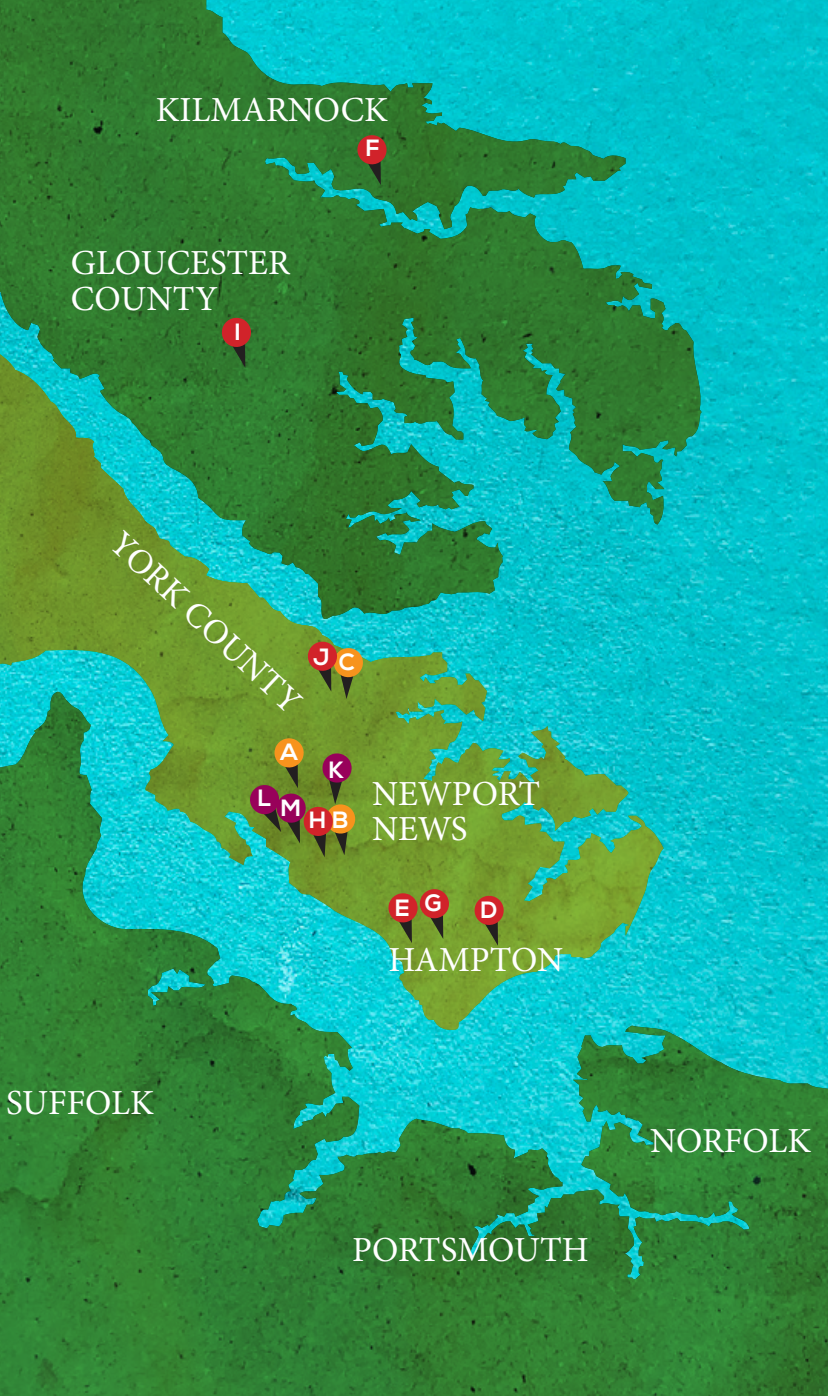 KILMARNOCK
F
GLOUCESTER
COUNTY
I
YORK COUNTY
J C
A
K
L M H B
NEWPORT
NEWS
E G D
HAMPTON
SUFFOLK
NORFOLK
PORTSMOUTH